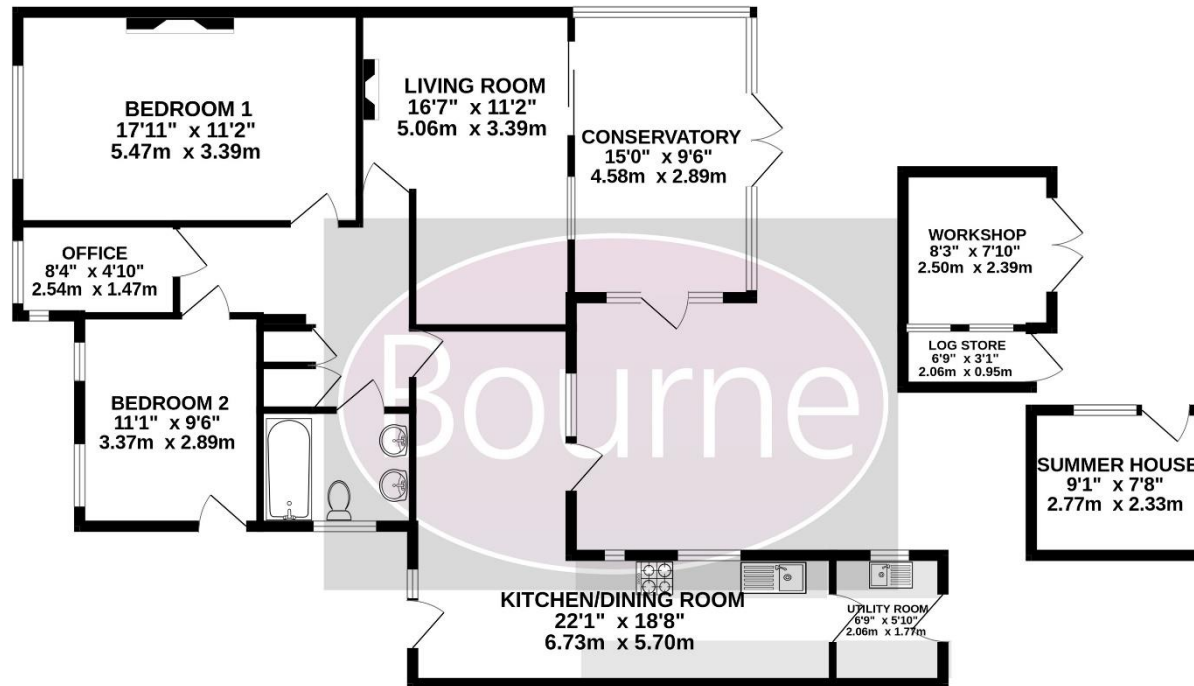 BEDROOM 1
17'11" x 11'2"
5.47m x 3.39m
LIVING ROOM
16'7" x 11'2"
5.06m x 3.39m
CONSERVATORY
15'0" x 9'6"
4.58m x 2.89m
OFFICE
8'4" x 4'10"
2.54m x 1.47m
WORKSHOP
8'3" x 7'10"
2.50m x 2.39m
LOG STORE
6'9" x 3'1"
2.06m x 0.95m
BEDROOM 2
11'1" x 9'6"
3.37m x 2.89m
Bourne
SUMMER HOUSE
9'1" x 7'8"
2.77m x 2.33m
KITCHEN/DINING ROOM
22'1" x 18'8"
6.73m x 5.70m
UTILITY ROOM
6'9" x 5'10"
2.06m x 1.77m